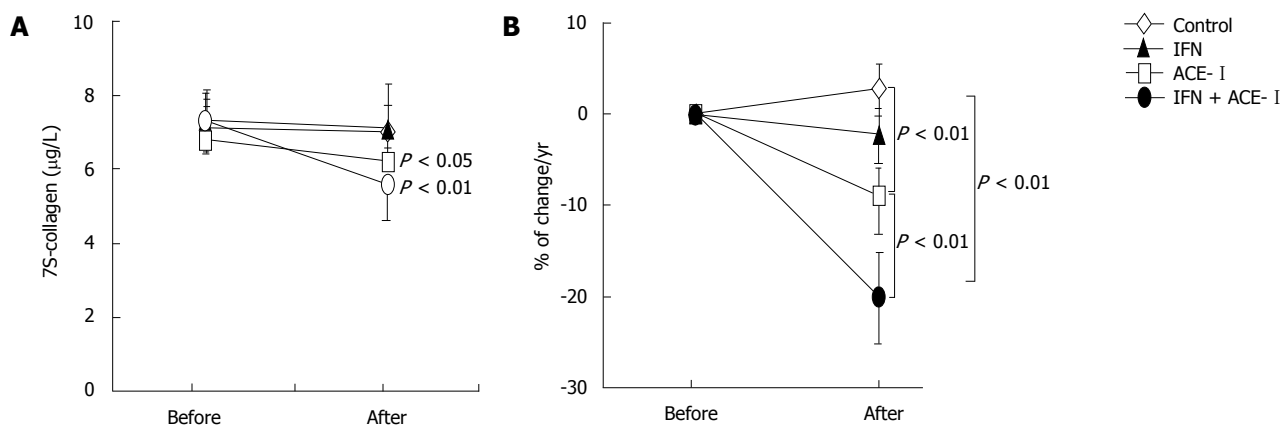 A
10
8
6
4
2
0
7S-collagen (µg/L)
P < 0.05
P < 0.01
Before After
B
10
0
-10
-20
-30
% of change/yr
P < 0.01
P < 0.01
P < 0.01
Before After
Control
IFN
ACE- I
IFN + ACE- I